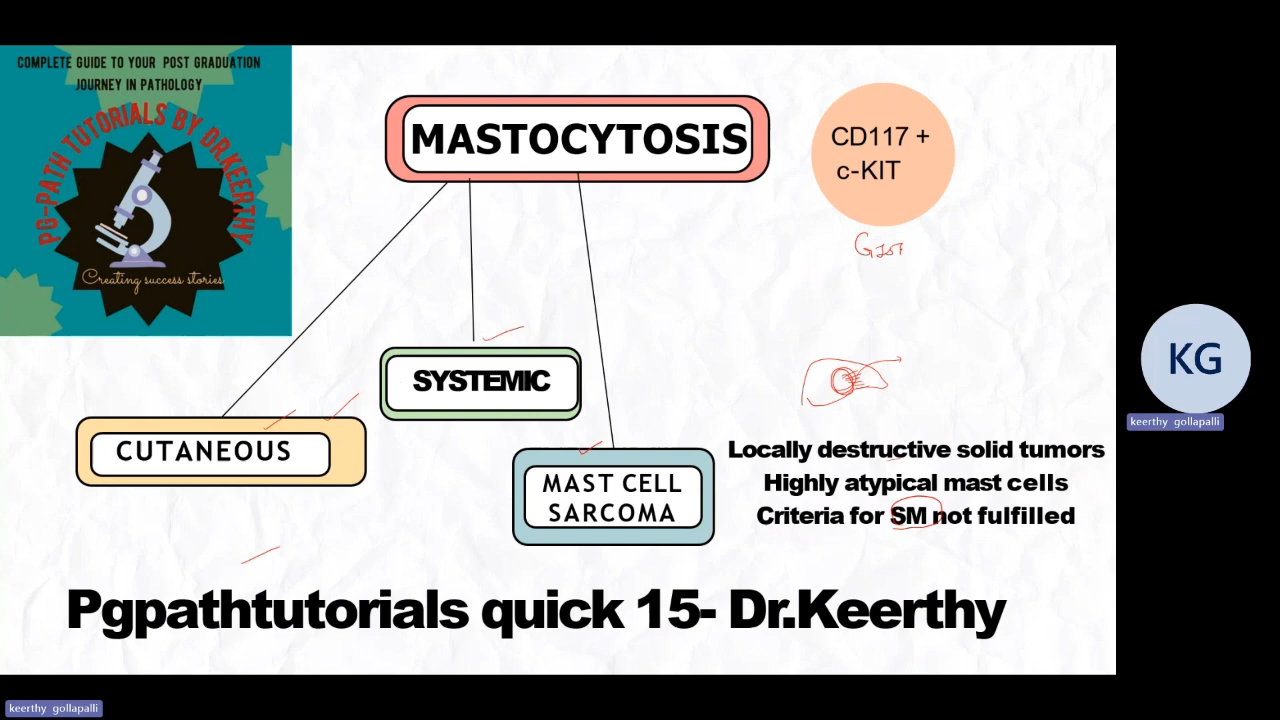 COMPLETE GUIDE TO YOUR POST GRADUATION
JOURNEY IN PATHOLOGY
PG-PATH TUTORIALS BY DR.KEERTHY
Creating success stories
MASTOCYTOSIS
CD117 +
c-KIT
GIST
SYSTEMIC
CUTANEOUS
MAST CELL
SARCOMA
Locally destructive solid tumors
Highly atypical mast cells
Criteria for SM not fulfilled
Pgpathtutorials quick 15- Dr.Keerthy
KG
keerthy gollapalli
keerthy gollapalli